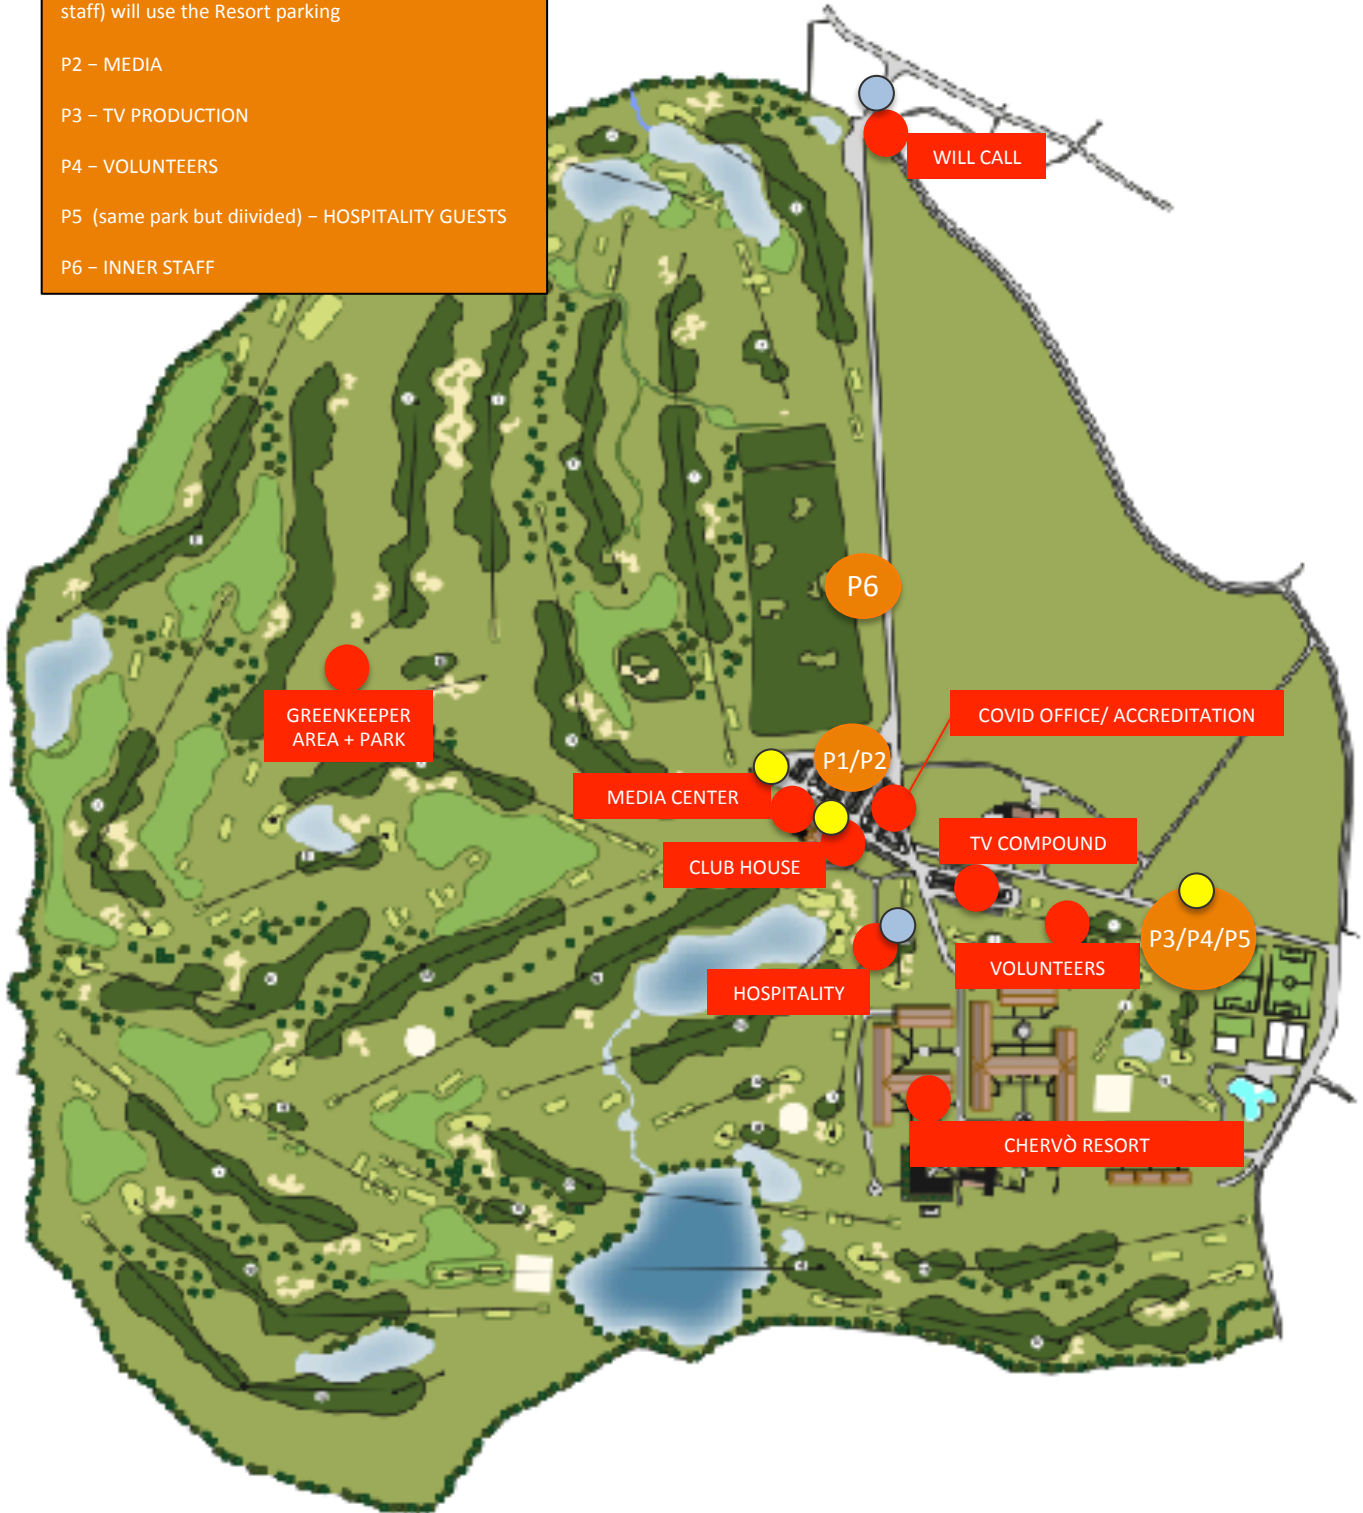 staff) will use the Resort parking
P2 – MEDIA
P3 – TV PRODUCTION
P4 – VOLUNTEERS
P5 (same park but diivided) – HOSPITALITY GUESTS
P6 – INNER STAFF
WILL CALL
P6
GREENKEEPER
AREA + PARK
COVID OFFICE/ ACCREDITATION
P1/P2
MEDIA CENTER
TV COMPOUND
CLUB HOUSE
P3/P4/P5
VOLUNTEERS
HOSPITALITY
CHERVÒ RESORT